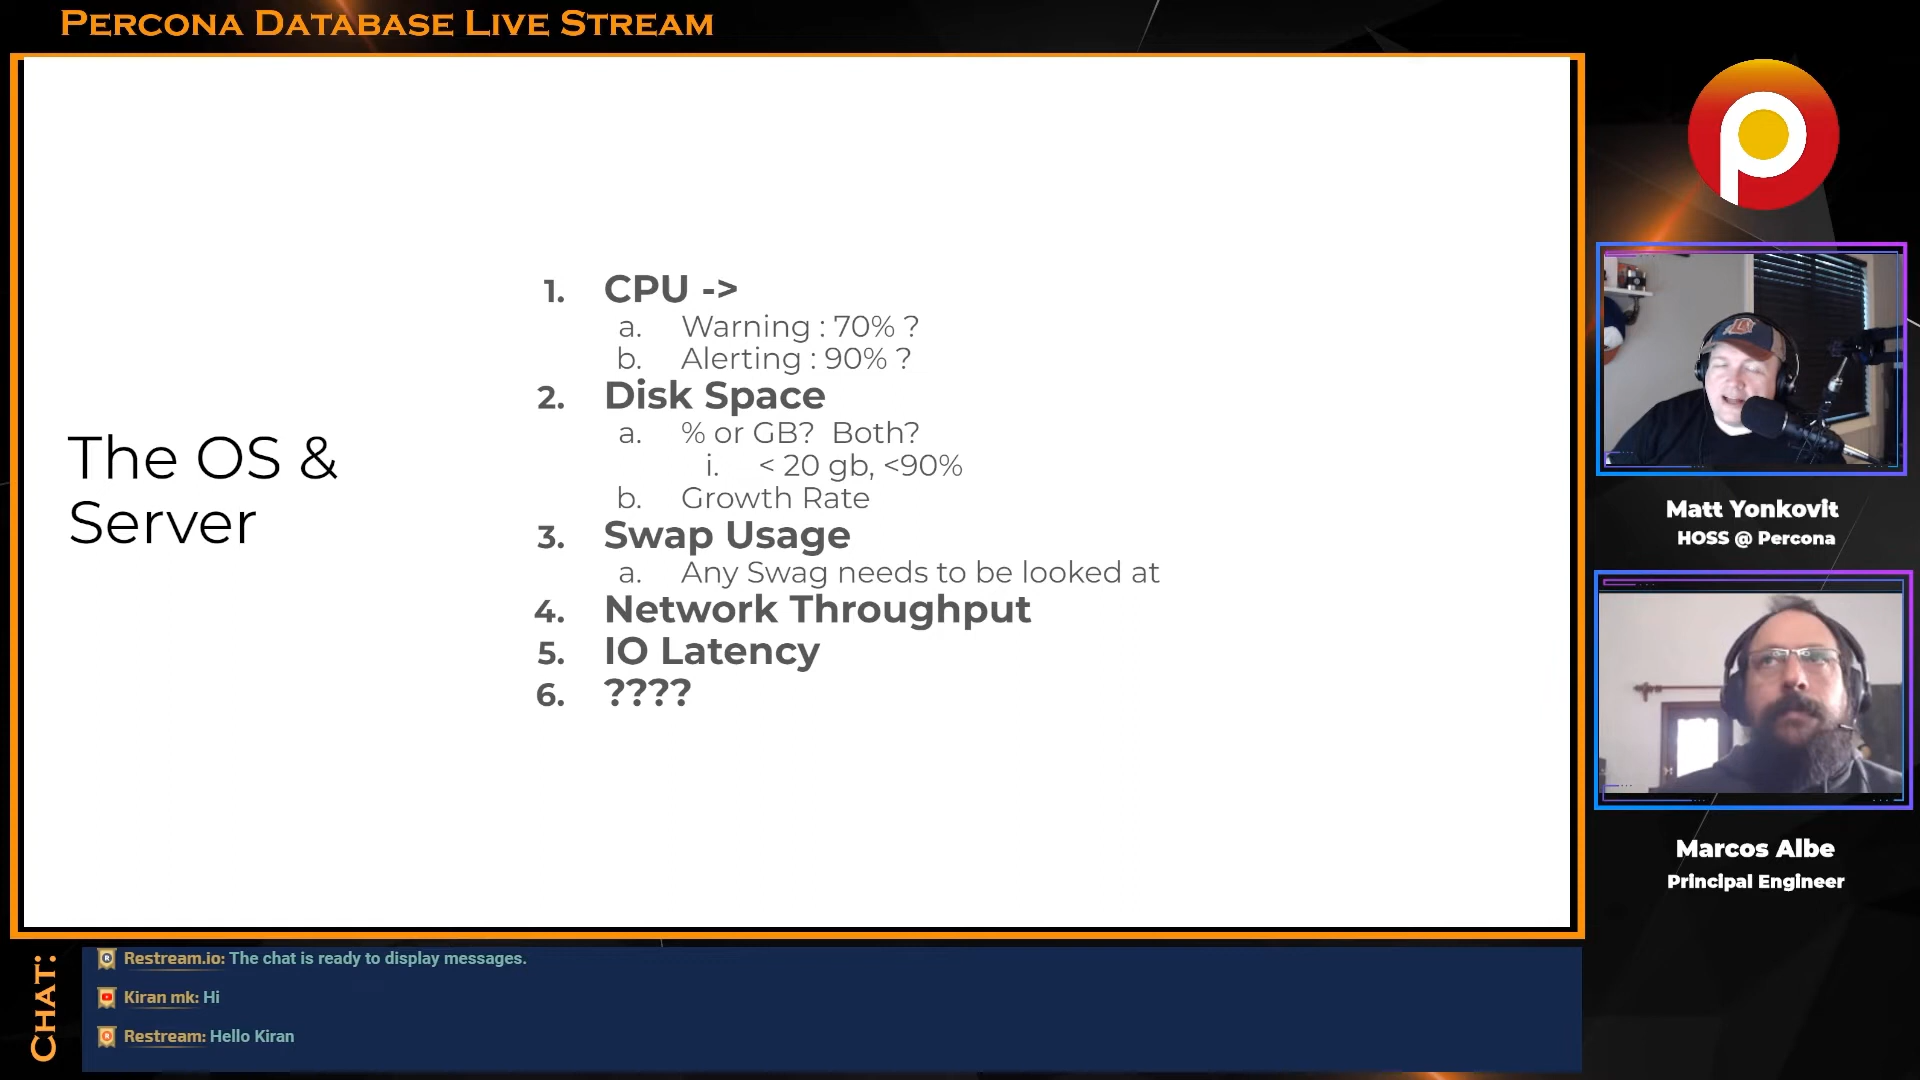 PERCONA DATABASE LIVE STREAM
The OS &
Server
1. CPU ->
a. Warning : 70% ?
b. Alerting : 90% ?
2. Disk Space
a. % or GB? Both?
i. < 20 gb, <90%
b. Growth Rate
3. Swap Usage
a. Any Swag needs to be looked at
4. Network Throughput
5. IO Latency
6. ????
Matt Yonkovit
HOSS @ Percona
Marcos Albe
Principal Engineer
CHAT:
Restream.io: The chat is ready to display messages.
Kiran mk: Hi
Restream: Hello Kiran